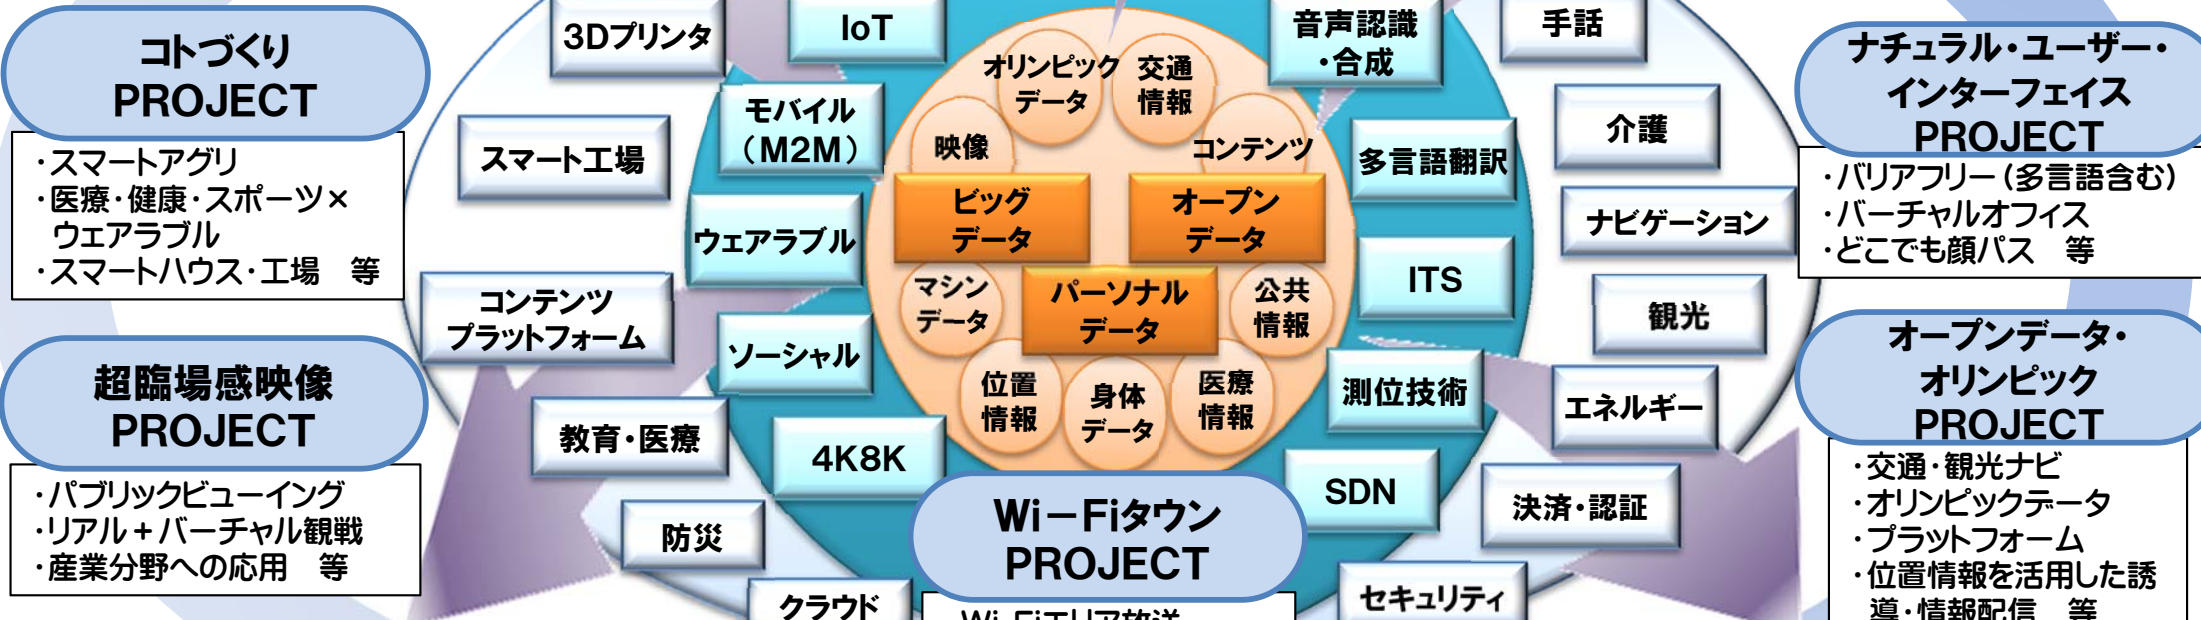 コトづくり
PROJECT
・スマートアグリ
・医療・健康・スポーツ×
ウェアラブル
・スマートハウス・工場　等
超臨場感映像
PROJECT
・パブリックビューイング
・リアル＋バーチャル観戦
・産業分野への応用　等
3Dプリンタ
スマート工場
コンテンツ
プラットフォーム
教育・医療
防災
クラウド
IoT
モバイル
（M2M）
ウェアラブル
ソーシャル
4K8K
オリンピック
データ
交通
情報
映像
コンテンツ
ビッグ
データ
オープン
データ
パーソナル
データ
マシン
データ
公共
情報
位置
情報
身体
データ
医療
情報
Wi－Fiタウン
PROJECT
Wi-Fiエリア放送
音声認識
・合成
多言語翻訳
ITS
測位技術
SDN
手話
介護
ナビゲーション
観光
エネルギー
決済・認証
セキュリティ
ナチュラル・ユーザー・
インターフェイス
PROJECT
・バリアフリー（多言語含む）
・バーチャルオフィス
・どこでも顔パス　等
オープンデータ・
オリンピック
PROJECT
・交通・観光ナビ
・オリンピックデータ
・プラットフォーム
・位置情報を活用した誘
導・情報配信　等